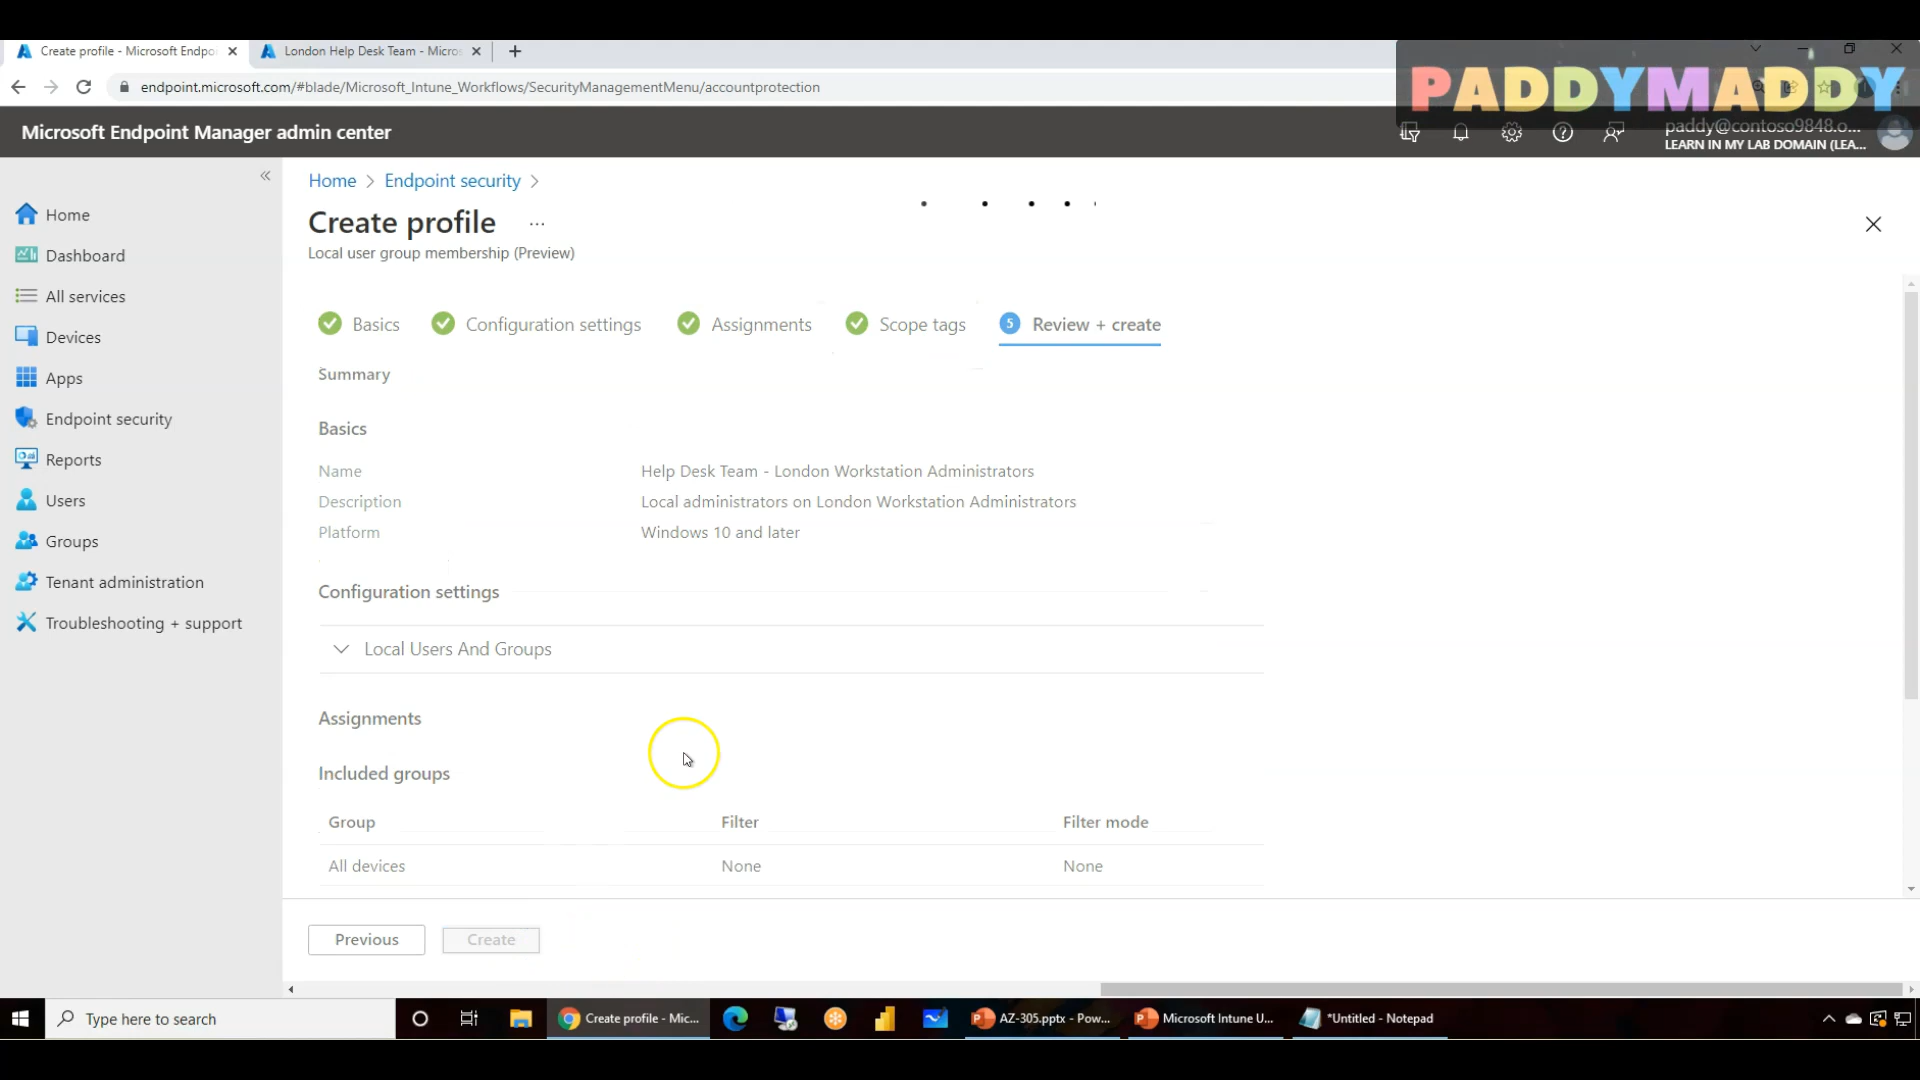 Create profile - Microsoft Endpoi
London Help Desk Team - Micros
endpoint.microsoft.com/#blade/Microsoft_Intune_Workflows/SecurityManagementMenu/accountprotection
PADDYMADDY
Microsoft Endpoint Manager admin center
paddy@contoso9848.o...
LEARN IN MY LAB DOMAIN (LEA...
Home
Dashboard
All services
Devices
Apps
Endpoint security
Reports
Users
Groups
Tenant administration
Troubleshooting + support
Home > Endpoint security >
Create profile ...
Local user group membership (Preview)
Basics Configuration settings Assignments Scope tags 5 Review + create
Summary
Basics
Name Help Desk Team - London Workstation Administrators
Description Local administrators on London Workstation Administrators
Platform Windows 10 and later
Configuration settings
Local Users And Groups
Assignments
Included groups
Group Filter Filter mode
All devices None None
Previous Create
Type here to search
Create profile - Mic...
AZ-305.pptx - Pow...
Microsoft Intune U...
*Untitled - Notepad